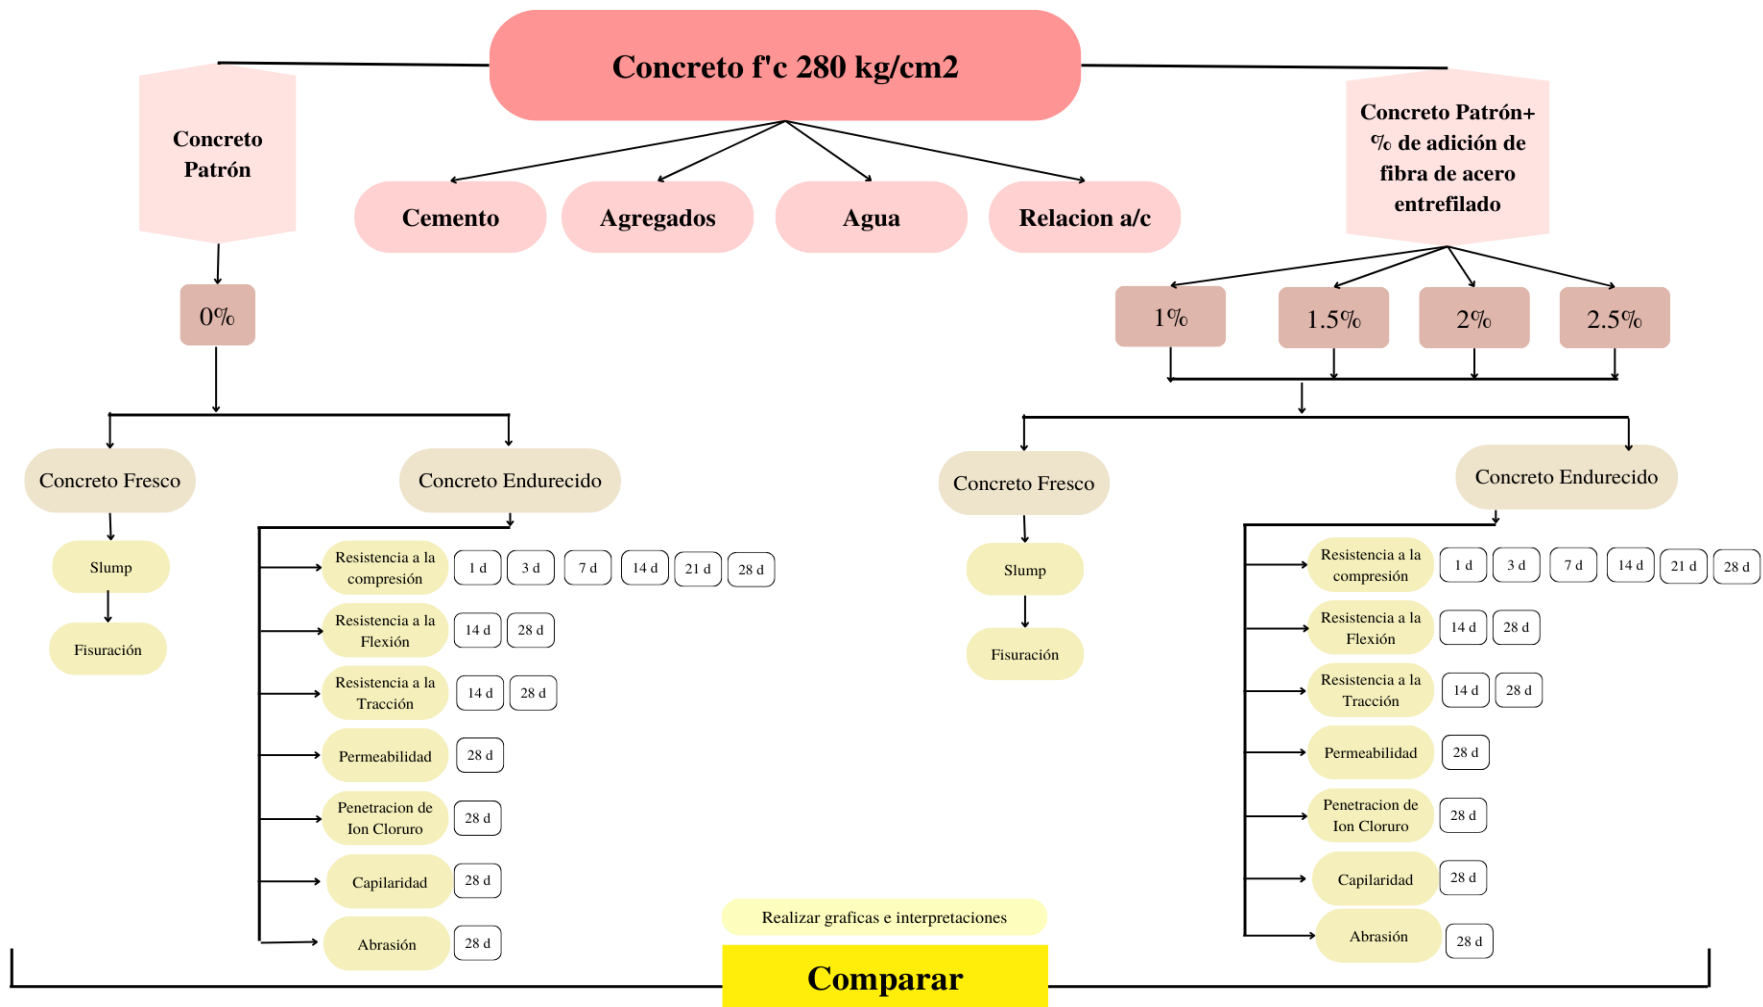 Concreto f'c 280 kg/cm2
Concreto
Patrón
Concreto Patrón+
% de adición de
fibra de acero
entrefilado
Cemento
Agregados
Agua
Relacion a/c
0%
1%
1.5%
2%
2.5%
Concreto Fresco
Slump
Fisuración
Concreto Endurecido
Resistencia a la
compresión
1 d
3 d
7 d
14 d
21 d
28 d
Resistencia a la
Flexión
14 d
28 d
Resistencia a la
Tracción
14 d
28 d
Permeabilidad
28 d
Penetracion de
Ion Cloruro
28 d
Capilaridad
28 d
Abrasión
28 d
Concreto Fresco
Slump
Fisuración
Concreto Endurecido
Resistencia a la
compresión
1 d
3 d
7 d
14 d
21 d
28 d
Resistencia a la
Flexión
14 d
28 d
Resistencia a la
Tracción
14 d
28 d
Permeabilidad
28 d
Penetracion de
Ion Cloruro
28 d
Capilaridad
28 d
Abrasión
28 d
Realizar graficas e interpretaciones
Comparar